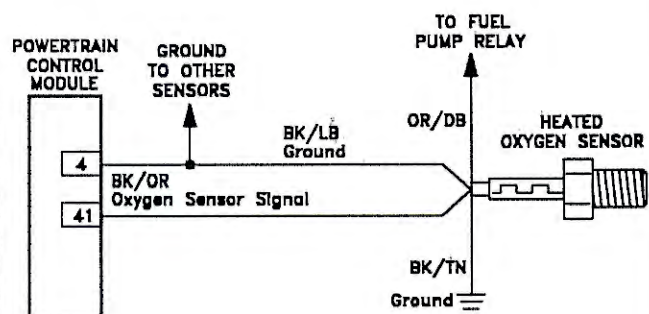 TO FUEL
PUMP RELAY
POWERTRAIN
CONTROL
MODULE
GROUND
TO OTHER
SENSORS
BK/LB
Ground
OR/DB
HEATED
OXYGEN SENSOR
4
BK/OR
Oxygen Sensor Signal
41
BK/TN
Ground